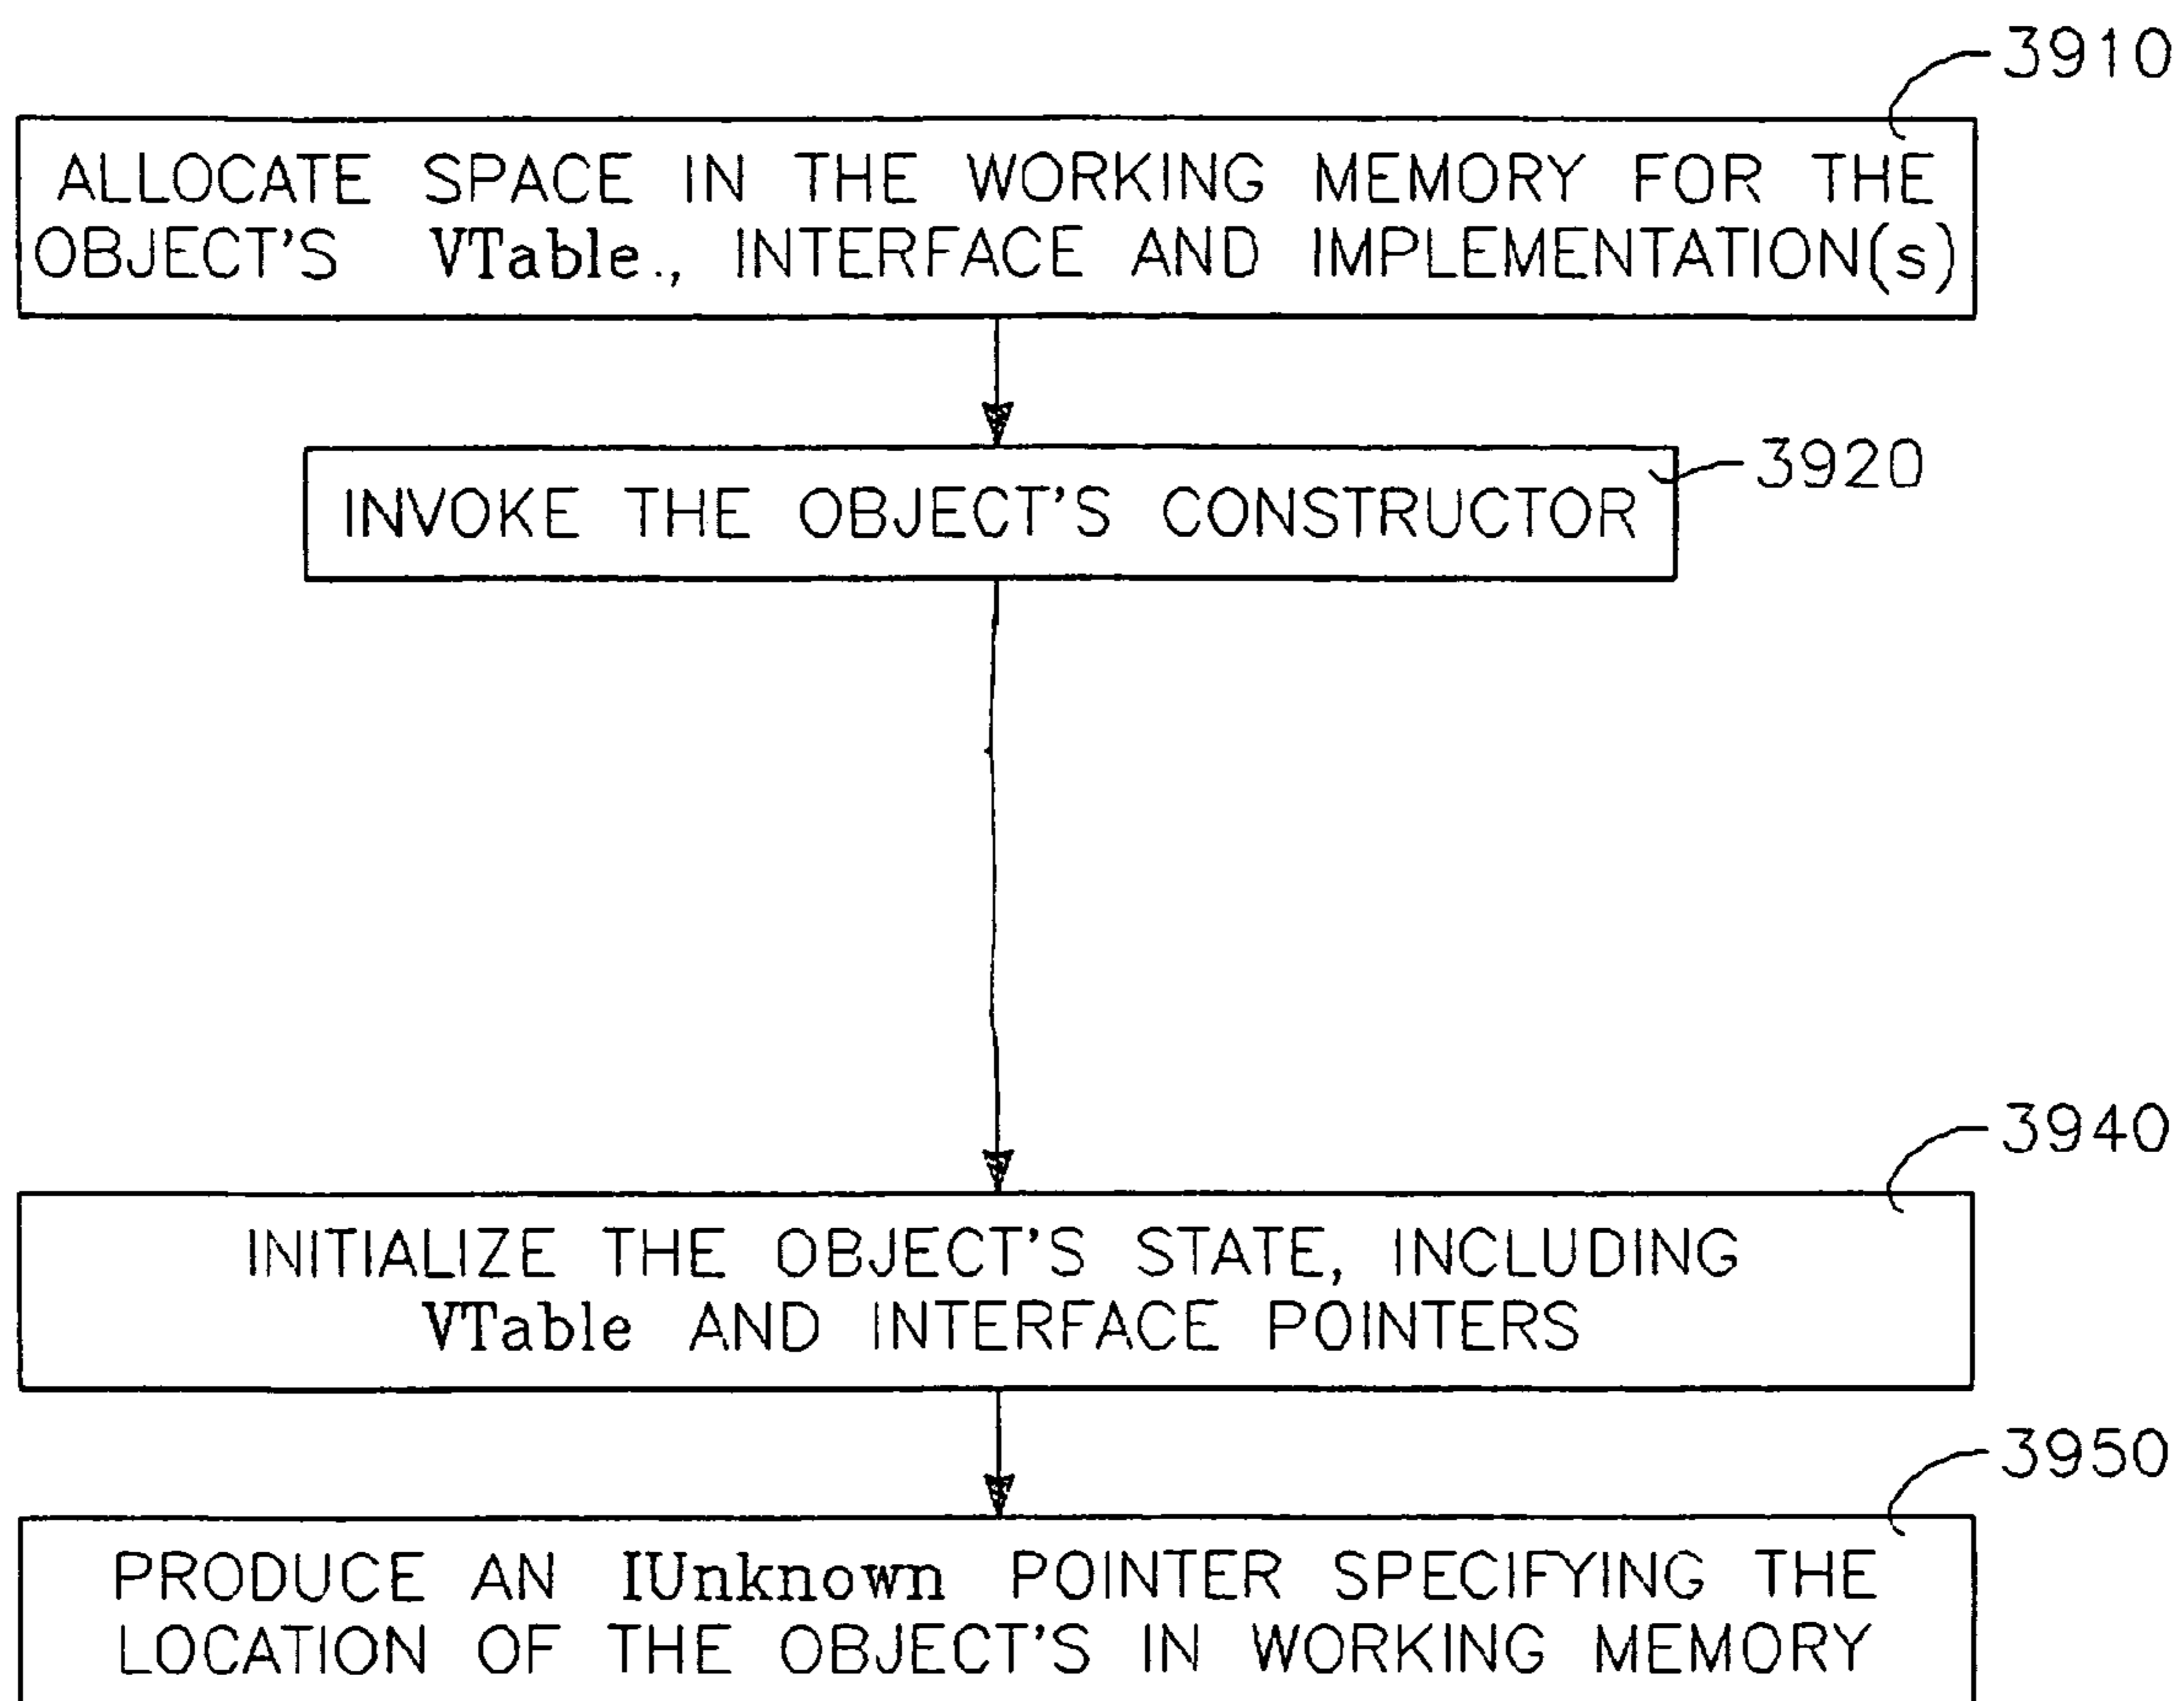 3910
ALLOCATE SPACE IN THE WORKING MEMORY FOR THE
OBJECT'S VTable., INTERFACE AND IMPLEMENTATION(s)
3920
INVOKE THE OBJECT'S CONSTRUCTOR
3940
INITIALIZE THE OBJECT'S STATE, INCLUDING
VTable AND INTERFACE POINTERS
3950
PRODUCE AN IUnknown POINTER SPECIFYING THE
LOCATION OF THE OBJECT'S IN WORKING MEMORY